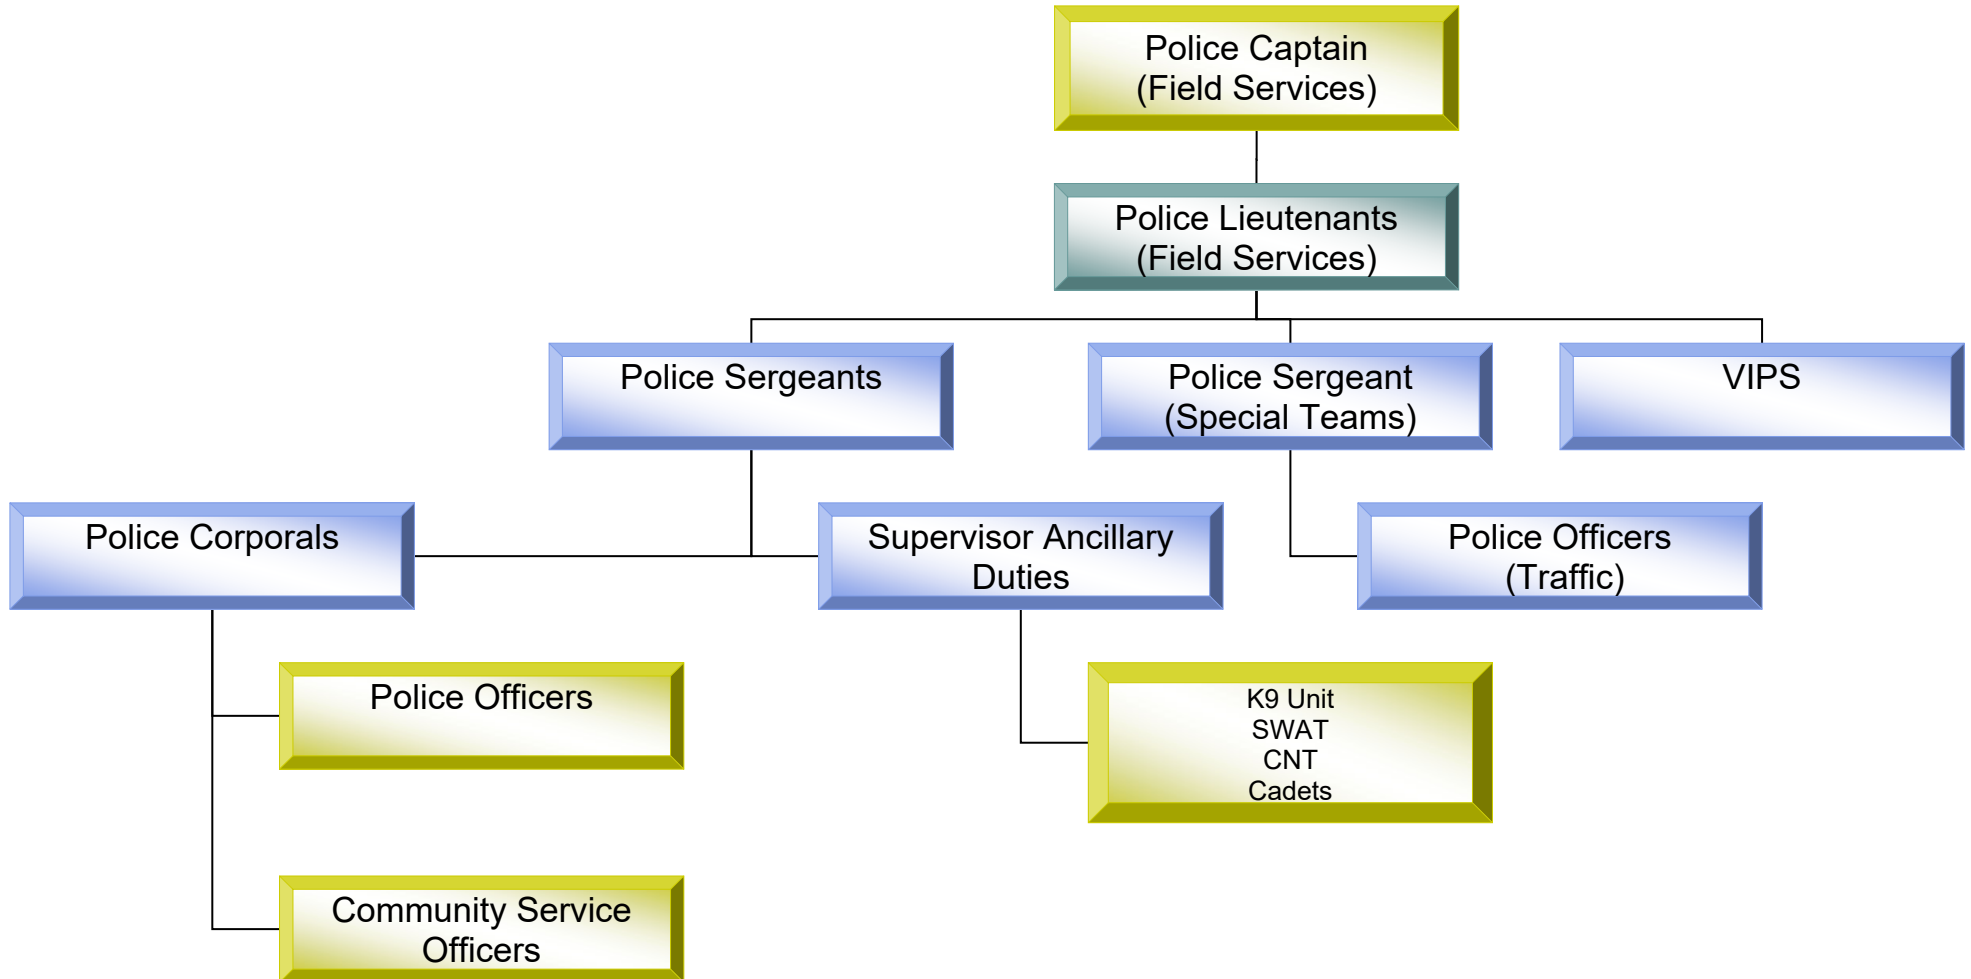 Police Captain
(Field Services)
Police Lieutenants
(Field Services)
Police Sergeants
Police Sergeant
(Special Teams)
VIPS
Police Corporals
Supervisor Ancillary
Duties
Police Officers
(Traffic)
Police Officers
K9 Unit
SWAT
CNT
Cadets
Community Service
Officers